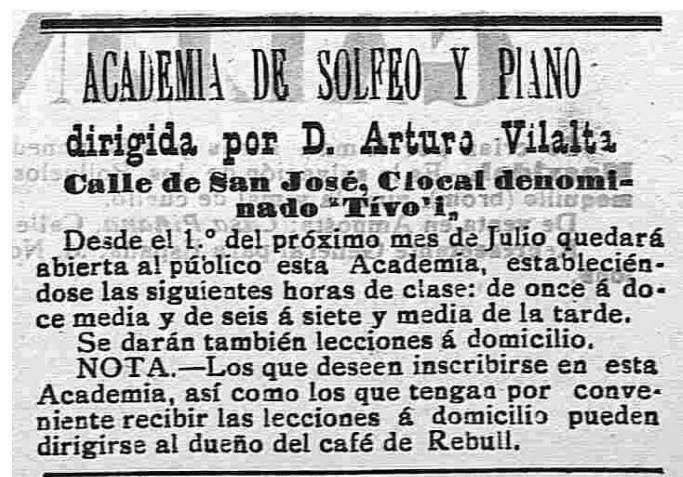 ACADEMIA DE SOLFEO Y PIANO
dirigida por D. Arturo Vilalta
Calle de San José, Clocal denomi-
nado "Tívo'i„
Desde el 1.º del próximo mes de Julio quedará
abierta al público esta Academia, establecién-
dose las siguientes horas de clase: de once á do-
ce media y de seis á siete y media de la tarde.
Se darán también lecciones á domicilio.
NOTA.—Los que deseen inscribirse en esta
Academia, así como los que tengan por conve-
niente recibir las lecciones á domicilio pueden
dirigirse al dueño del café de Rebull.